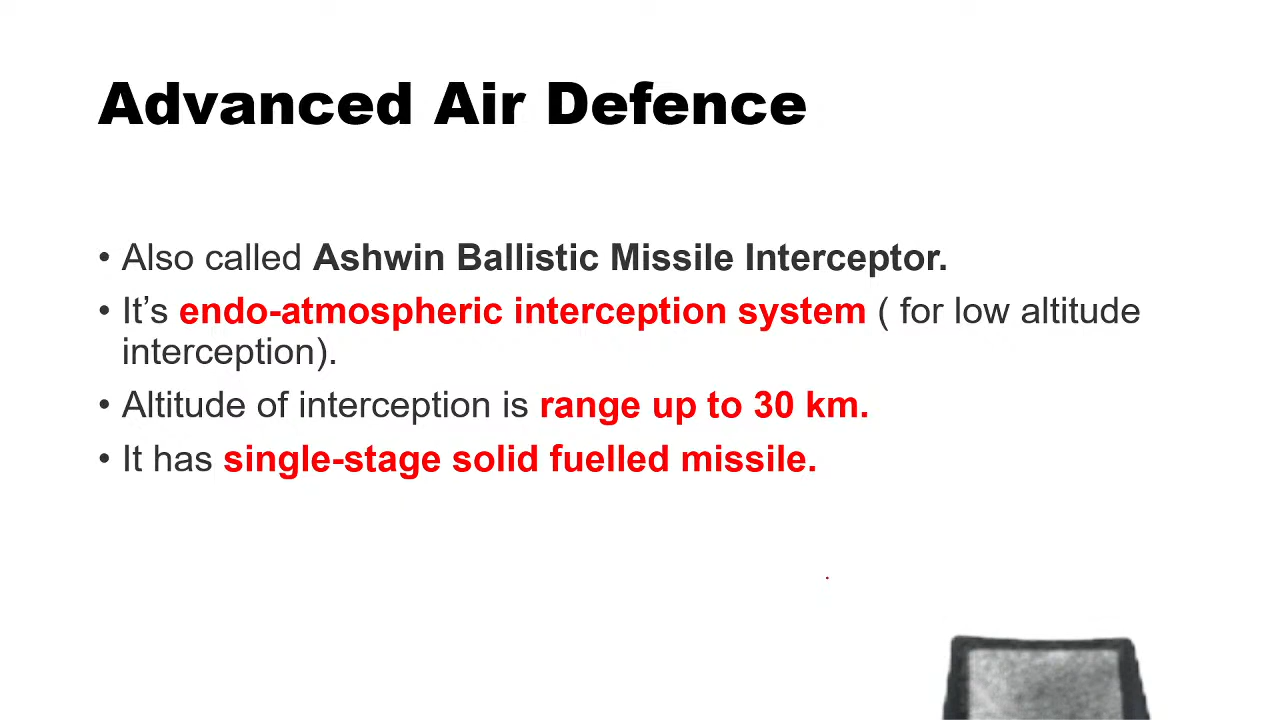 Advanced Air Defence
• Also called Ashwin Ballistic Missile Interceptor.
• It’s endo-atmospheric interception system ( for low altitude
interception).
• Altitude of interception is range up to 30 km.
• It has single-stage solid fuelled missile.